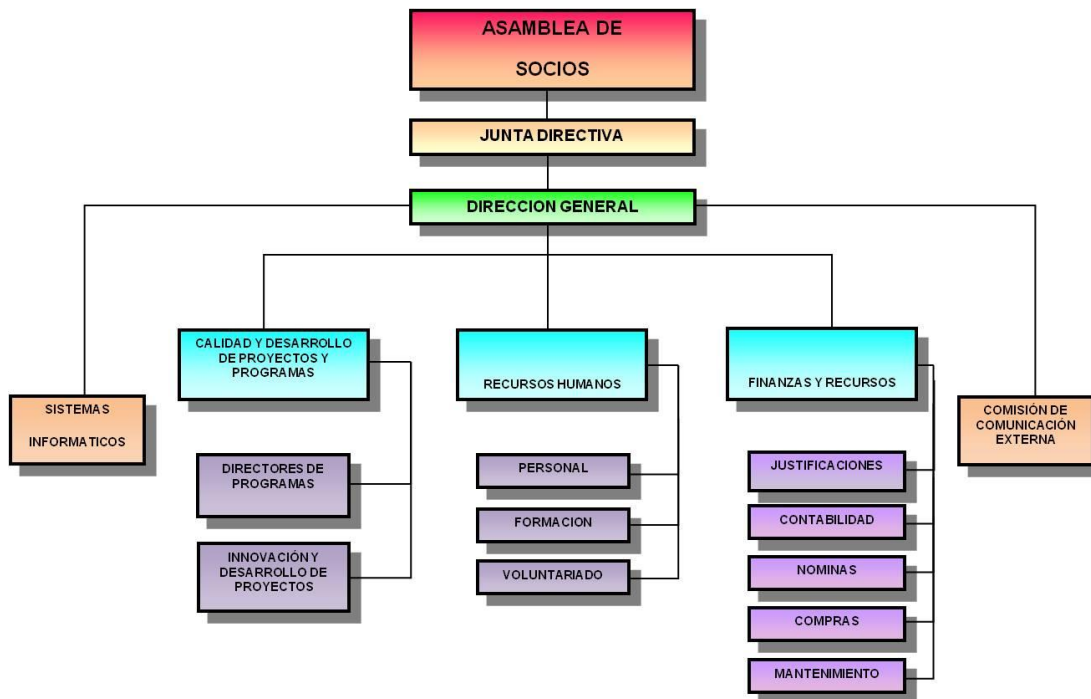 ASAMBLEA DE
SOCIOS
JUNTA DIRECTIVA
DIRECCION GENERAL
CALIDAD Y DESARROLLO
DE PROYECTOS Y
PROGRAMAS
RECURSOS HUMANOS
FINANZAS Y RECURSOS
SISTEMAS
INFORMATICOS
COMISIÓN DE
COMUNICACIÓN
EXTERNA
DIRECTORES DE
PROGRAMAS
INNOVACIÓN Y
DESARROLLO DE
PROYECTOS
PERSONAL
FORMACION
VOLUNTARIADO
JUSTIFICACIONES
CONTABILIDAD
NOMINAS
COMPRAS
MANTENIMIENTO